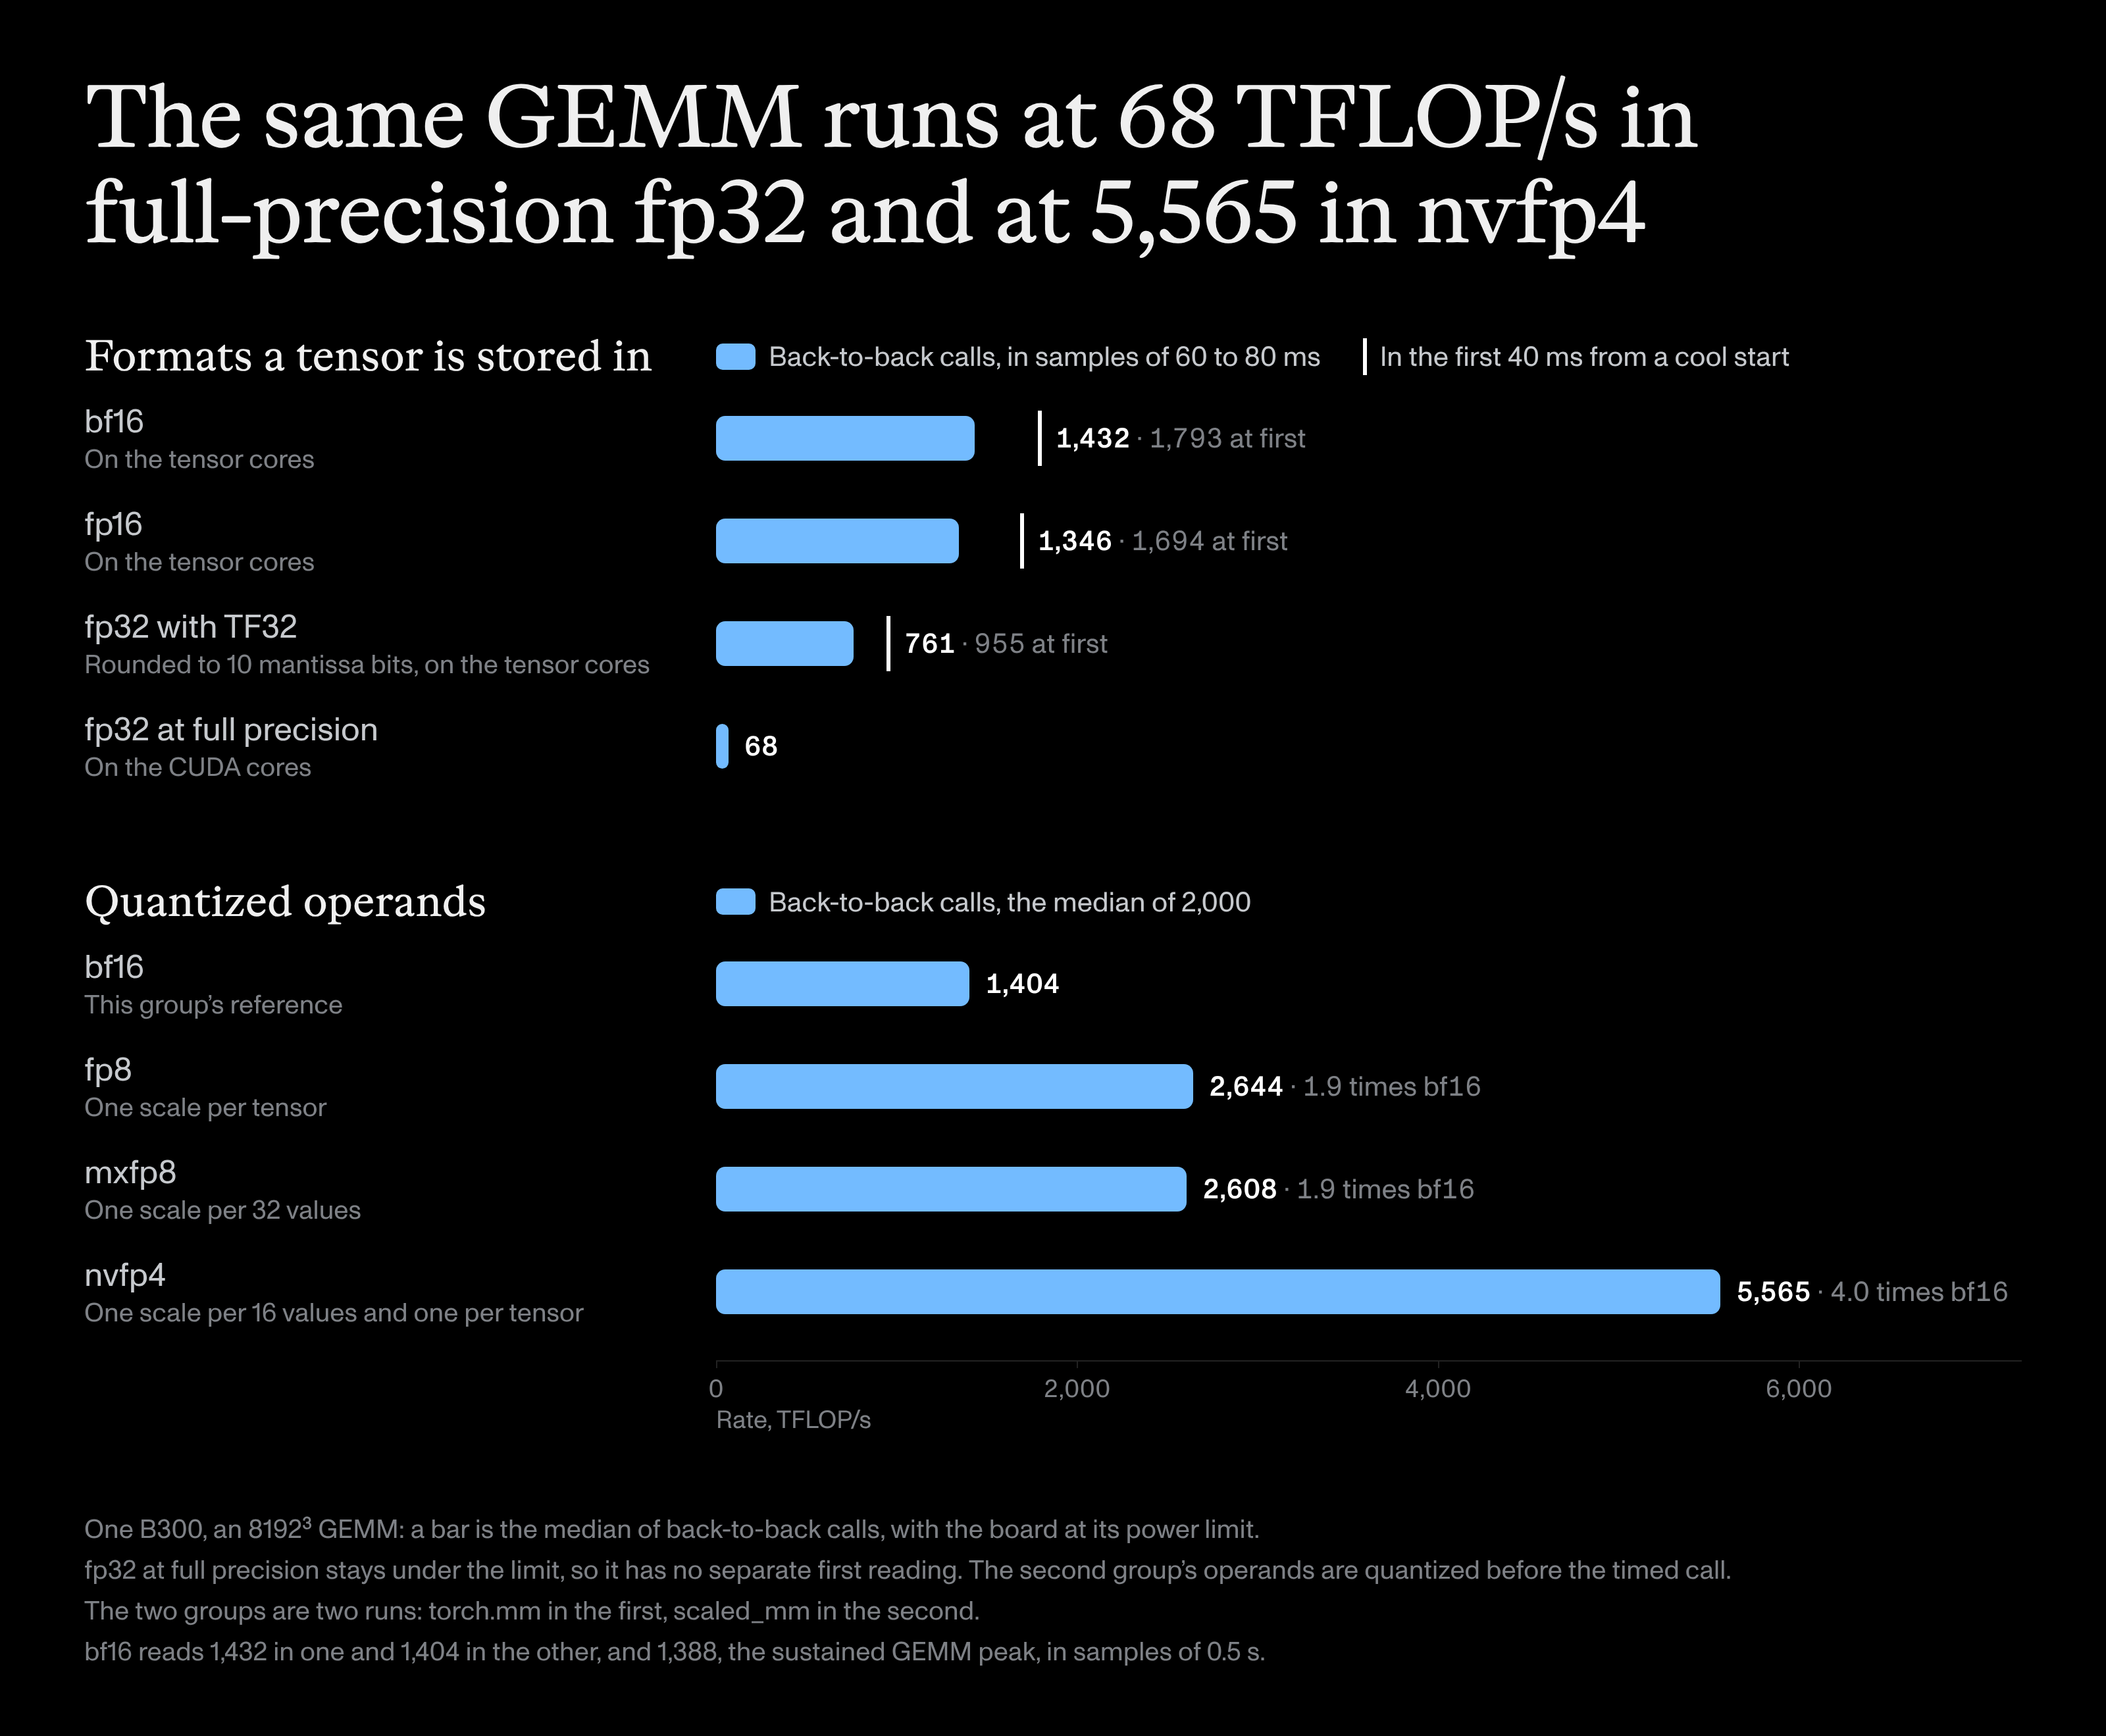 The same GEMM runs at 68 TFLOP/s in
full-precision fp32 and at 5,565 in nvfp4
Formats a tensor is stored in
Back-to-back calls, in samples of 60 to 80 ms
In the first 40 ms from a cool start
bf16
On the tensor cores
1,432 · 1,793 at first
fp16
On the tensor cores
1,346 · 1,694 at first
fp32 with TF32
Rounded to 10 mantissa bits, on the tensor cores
761 · 955 at first
fp32 at full precision
On the CUDA cores
68
Quantized operands
Back-to-back calls, the median of 2,000
bf16
This group’s reference
1,404
fp8
One scale per tensor
2,644 · 1.9 times bf16
mxfp8
One scale per 32 values
2,608 · 1.9 times bf16
nvfp4
One scale per 16 values and one per tensor
5,565 · 4.0 times bf16
0 2,000 4,000 6,000
Rate, TFLOP/s
One B300, an 8192³ GEMM: a bar is the median of back-to-back calls, with the board at its power limit.
fp32 at full precision stays under the limit, so it has no separate first reading. The second group’s operands are quantized before the timed call.
The two groups are two runs: torch.mm in the first, scaled_mm in the second.
bf16 reads 1,432 in one and 1,404 in the other, and 1,388, the sustained GEMM peak, in samples of 0.5 s.